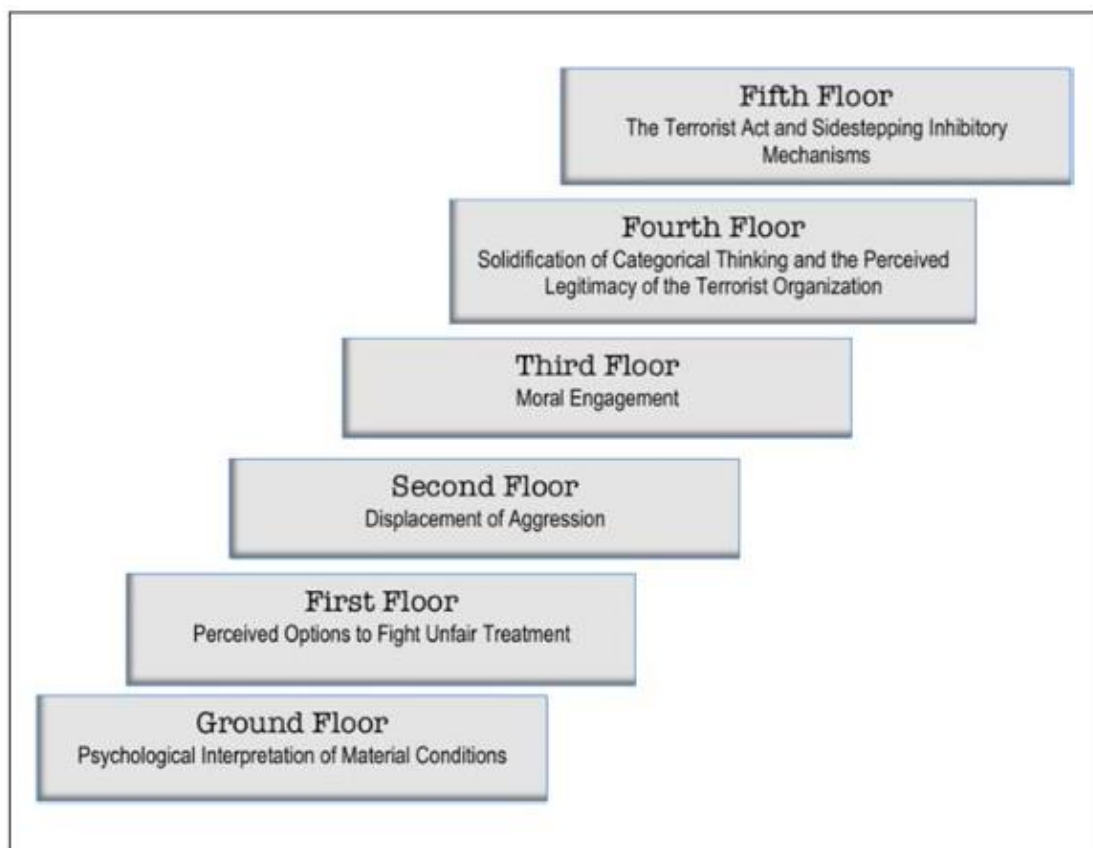 Fifth Floor
The Terrorist Act and Sidestepping Inhibitory
Mechanisms
Fourth Floor
Solidification of Categorical Thinking and the Perceived
Legitimacy of the Terrorist Organization
Third Floor
Moral Engagement
Second Floor
Displacement of Aggression
First Floor
Perceived Options to Fight Unfair Treatment
Ground Floor
Psychological Interpretation of Material Conditions